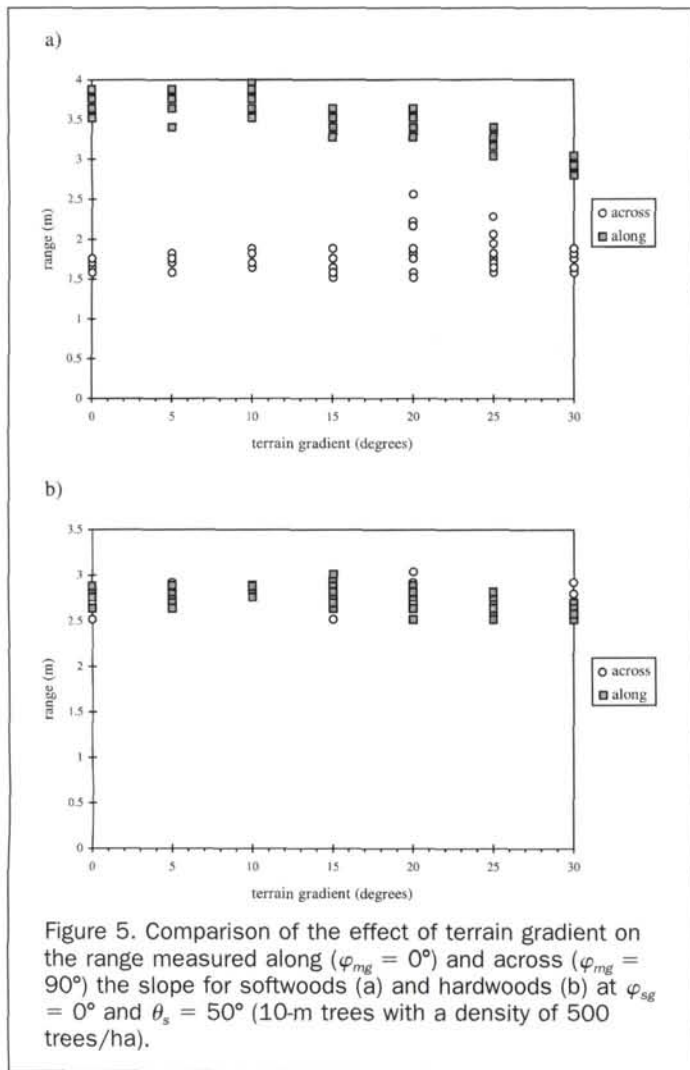 a)
4
3.5
3
2.5
2
1.5
1
0.5
0
range (m)
0 5 10 15 20 25 30
terrain gradient (degrees)
across
along
b)
3.5
3
2.5
2
1.5
1
0.5
0
range (m)
0 5 10 15 20 25 30
terrain gradient (degrees)
across
along
Figure 5. Comparison of the effect of terrain gradient on
the range measured along (φmg = 0°) and across (φmg =
90°) the slope for softwoods (a) and hardwoods (b) at φsg
= 0° and θs = 50° (10-m trees with a density of 500
trees/ha).